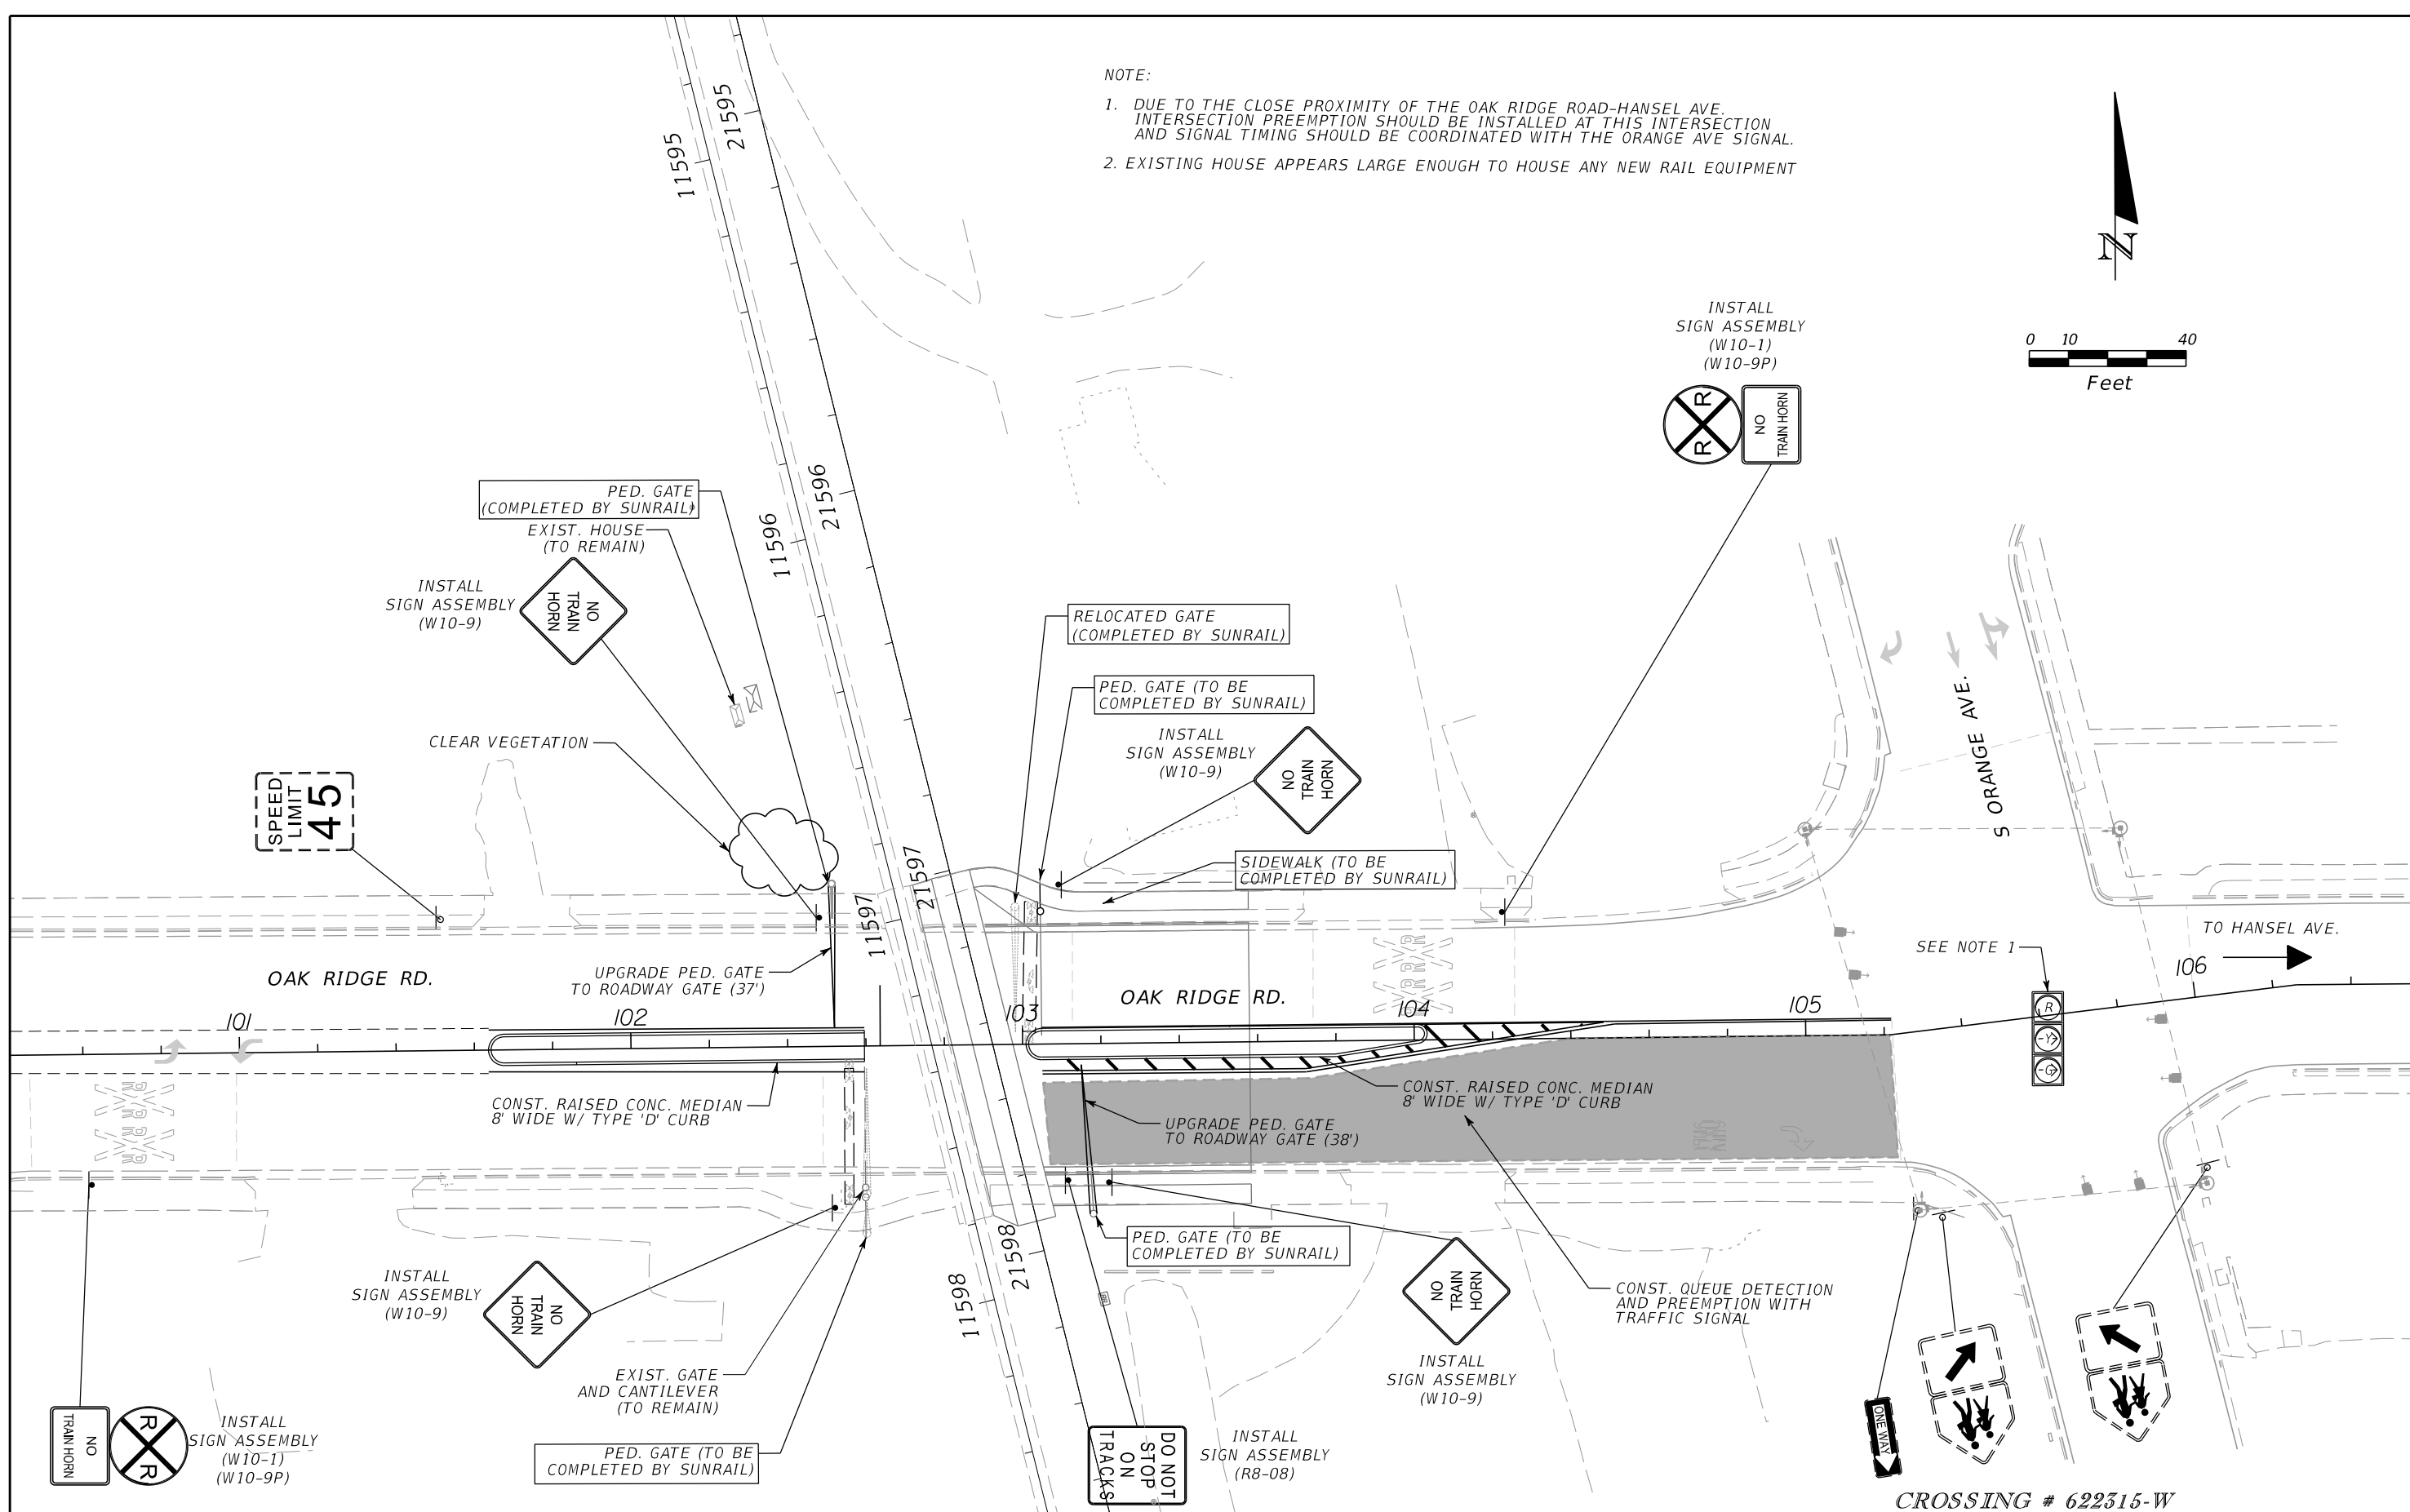 NOTE:
1. DUE TO THE CLOSE PROXIMITY OF THE OAK RIDGE ROAD-HANSEL AVE.
INTERSECTION PREEMPTION SHOULD BE INSTALLED AT THIS INTERSECTION
AND SIGNAL TIMING SHOULD BE COORDINATED WITH THE ORANGE AVE SIGNAL.
2. EXISTING HOUSE APPEARS LARGE ENOUGH TO HOUSE ANY NEW RAIL EQUIPMENT
N
0 10 40
Feet
11595
21595
INSTALL
SIGN ASSEMBLY
(W10-1)
(W10-9P)
R R
NO
TRAIN HORN
PED. GATE
(COMPLETED BY SUNRAIL)
EXIST. HOUSE
(TO REMAIN)
11596
21596
INSTALL
SIGN ASSEMBLY
(W10-9)
NO
TRAIN
HORN
RELOCATED GATE
(COMPLETED BY SUNRAIL)
PED. GATE (TO BE
COMPLETED BY SUNRAIL)
INSTALL
SIGN ASSEMBLY
(W10-9)
NO
TRAIN
HORN
CLEAR VEGETATION
SPEED
LIMIT
45
S ORANGE AVE.
SIDEWALK (TO BE
COMPLETED BY SUNRAIL)
11597
21597
OAK RIDGE RD.
UPGRADE PED. GATE
TO ROADWAY GATE (37')
OAK RIDGE RD.
R R
R R
SEE NOTE 1
TO HANSEL AVE.
101
102
103
104
105
106
R
Y
G
R R
R R
CONST. RAISED CONC. MEDIAN
8' WIDE W/ TYPE 'D' CURB
CONST. RAISED CONC. MEDIAN
8' WIDE W/ TYPE 'D' CURB
UPGRADE PED. GATE
TO ROADWAY GATE (38')
ONLY
PED. GATE (TO BE
COMPLETED BY SUNRAIL)
11598
21598
INSTALL
SIGN ASSEMBLY
(W10-9)
NO
TRAIN
HORN
NO
TRAIN
HORN
INSTALL
SIGN ASSEMBLY
(W10-9)
CONST. QUEUE DETECTION
AND PREEMPTION WITH
TRAFFIC SIGNAL
EXIST. GATE
AND CANTILEVER
(TO REMAIN)
PED. GATE (TO BE
COMPLETED BY SUNRAIL)
NO
TRAIN HORN
R R
INSTALL
SIGN ASSEMBLY
(W10-1)
(W10-9P)
DO NOT
STOP
ON
TRACKS
INSTALL
SIGN ASSEMBLY
(R8-08)
ONE WAY
CROSSING # 622315-W